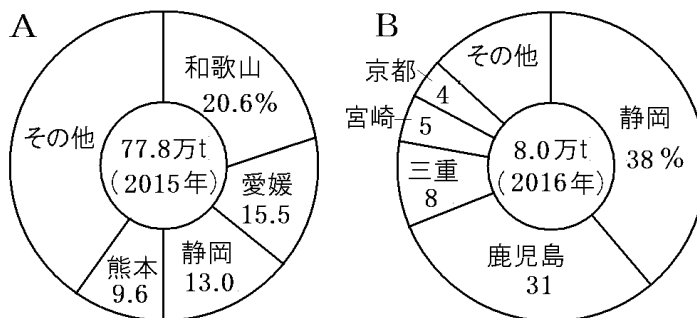 A
和歌山
20.6%
愛媛
15.5
静岡
13.0
熊本
9.6
その他
77.8万t
(2015年)
B
静岡
38%
鹿児島
31
三重
8
宮崎
5
京都
4
その他
8.0万t
(2016年)